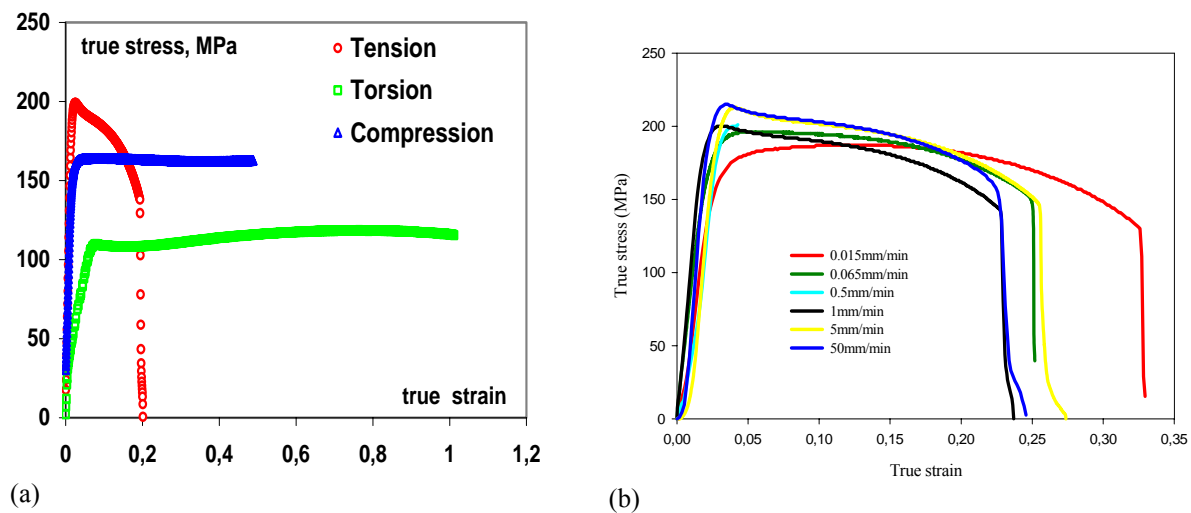 250
200
150
100
50
0
true stress, MPa
Tension
Torsion
Compression
true strain
0 0,2 0,4 0,6 0,8 1 1,2
(a)
250
200
150
100
50
0
True stress (MPa)
0.015mm/min
0.065mm/min
0.5mm/min
1mm/min
5mm/min
50mm/min
0,00 0,05 0,10 0,15 0,20 0,25 0,30 0,35
True strain
(b)